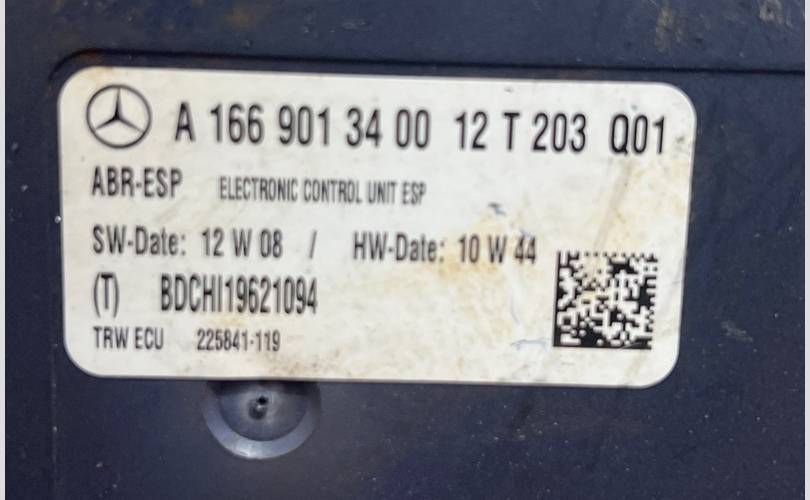 A 166 901 34 00 12 T 203 Q01
ABR-ESP ELECTRONIC CONTROL UNIT ESP
SW-Date: 12 W 08 / HW-Date: 10 W 44
(T) BDCHI19621094
TRW ECU 225841-119